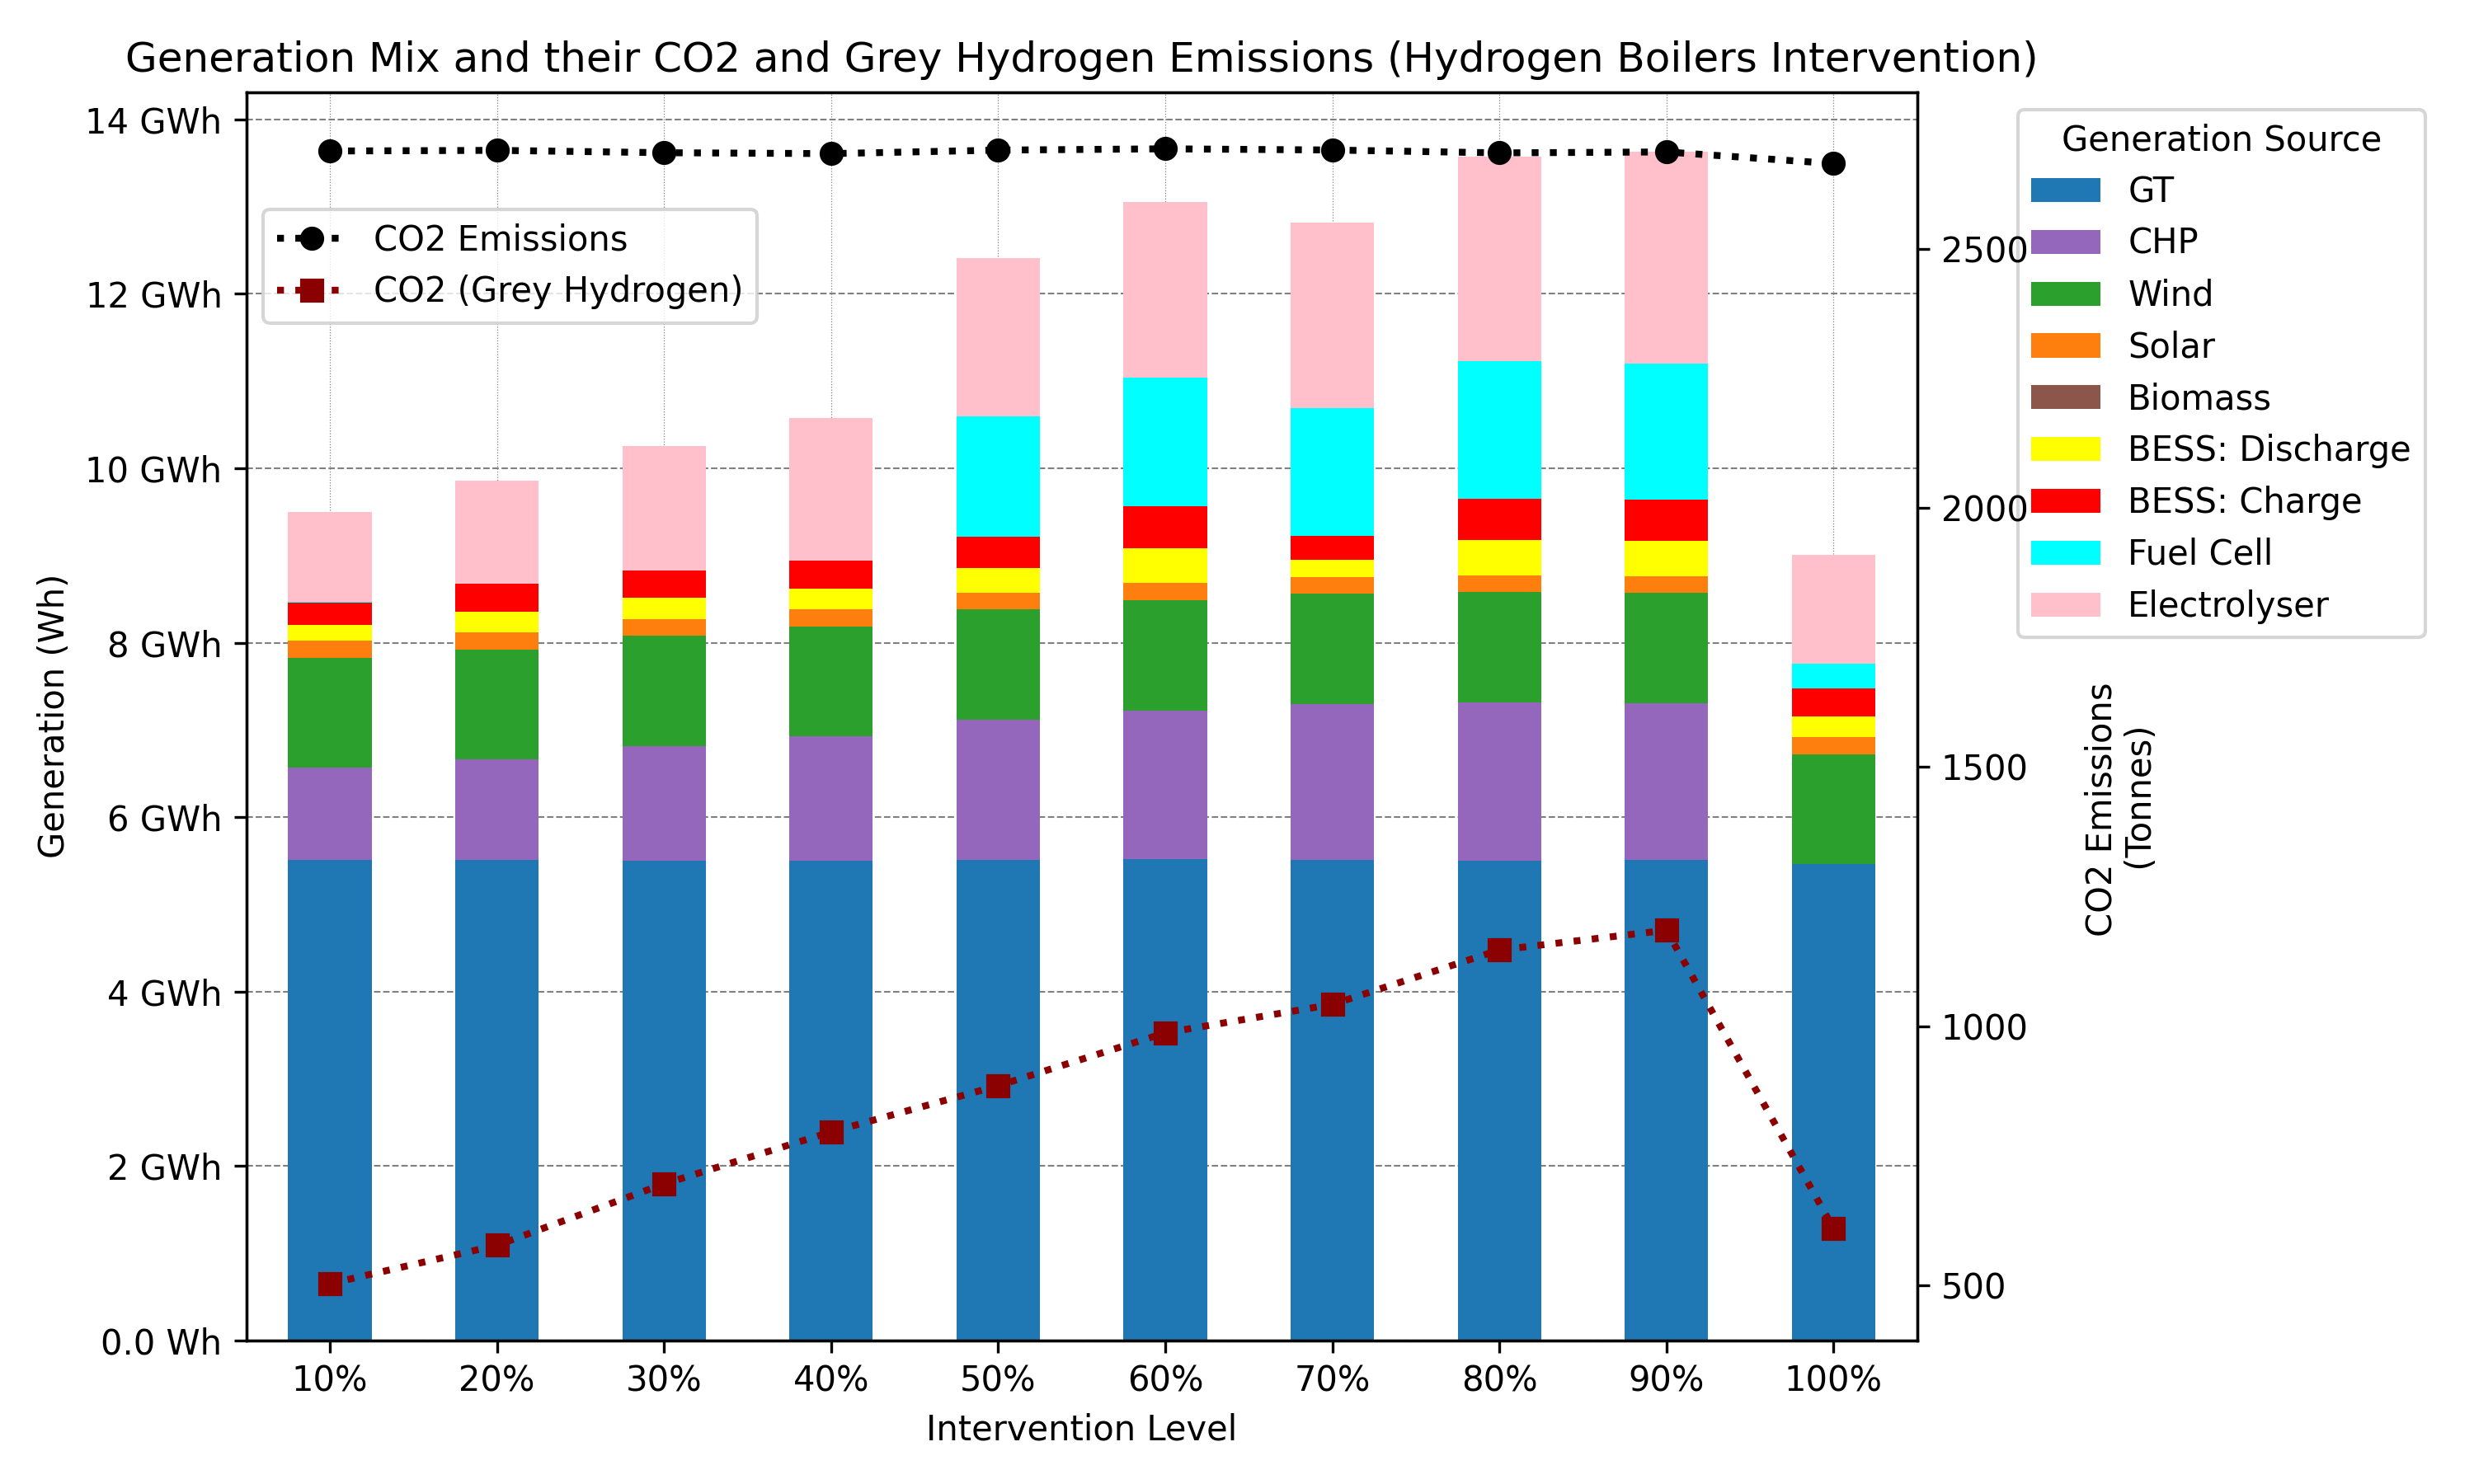 Generation Mix and their CO2 and Grey Hydrogen Emissions (Hydrogen Boilers Intervention)
Generation (Wh)
14 GWh
12 GWh
10 GWh
8 GWh
6 GWh
4 GWh
2 GWh
0.0 Wh
CO2 Emissions
CO2 (Grey Hydrogen)
10%
20%
30%
40%
50%
60%
70%
80%
90%
100%
Intervention Level
2500
2000
1500
1000
500
CO2 Emissions
(Tonnes)
Generation Source
GT
CHP
Wind
Solar
Biomass
BESS: Discharge
BESS: Charge
Fuel Cell
Electrolyser